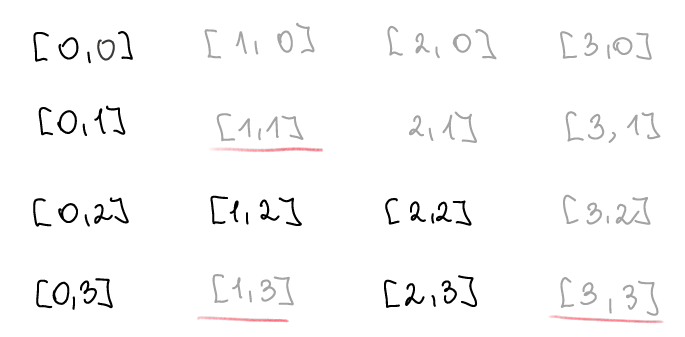 [0,0] [1,0] [2,0] [3,0]
[0,1] [1,1] 2,1] [3,1]
[0,2] [1,2] [2,2] [3,2]
[0,3] [1,3] [2,3] [3,3]